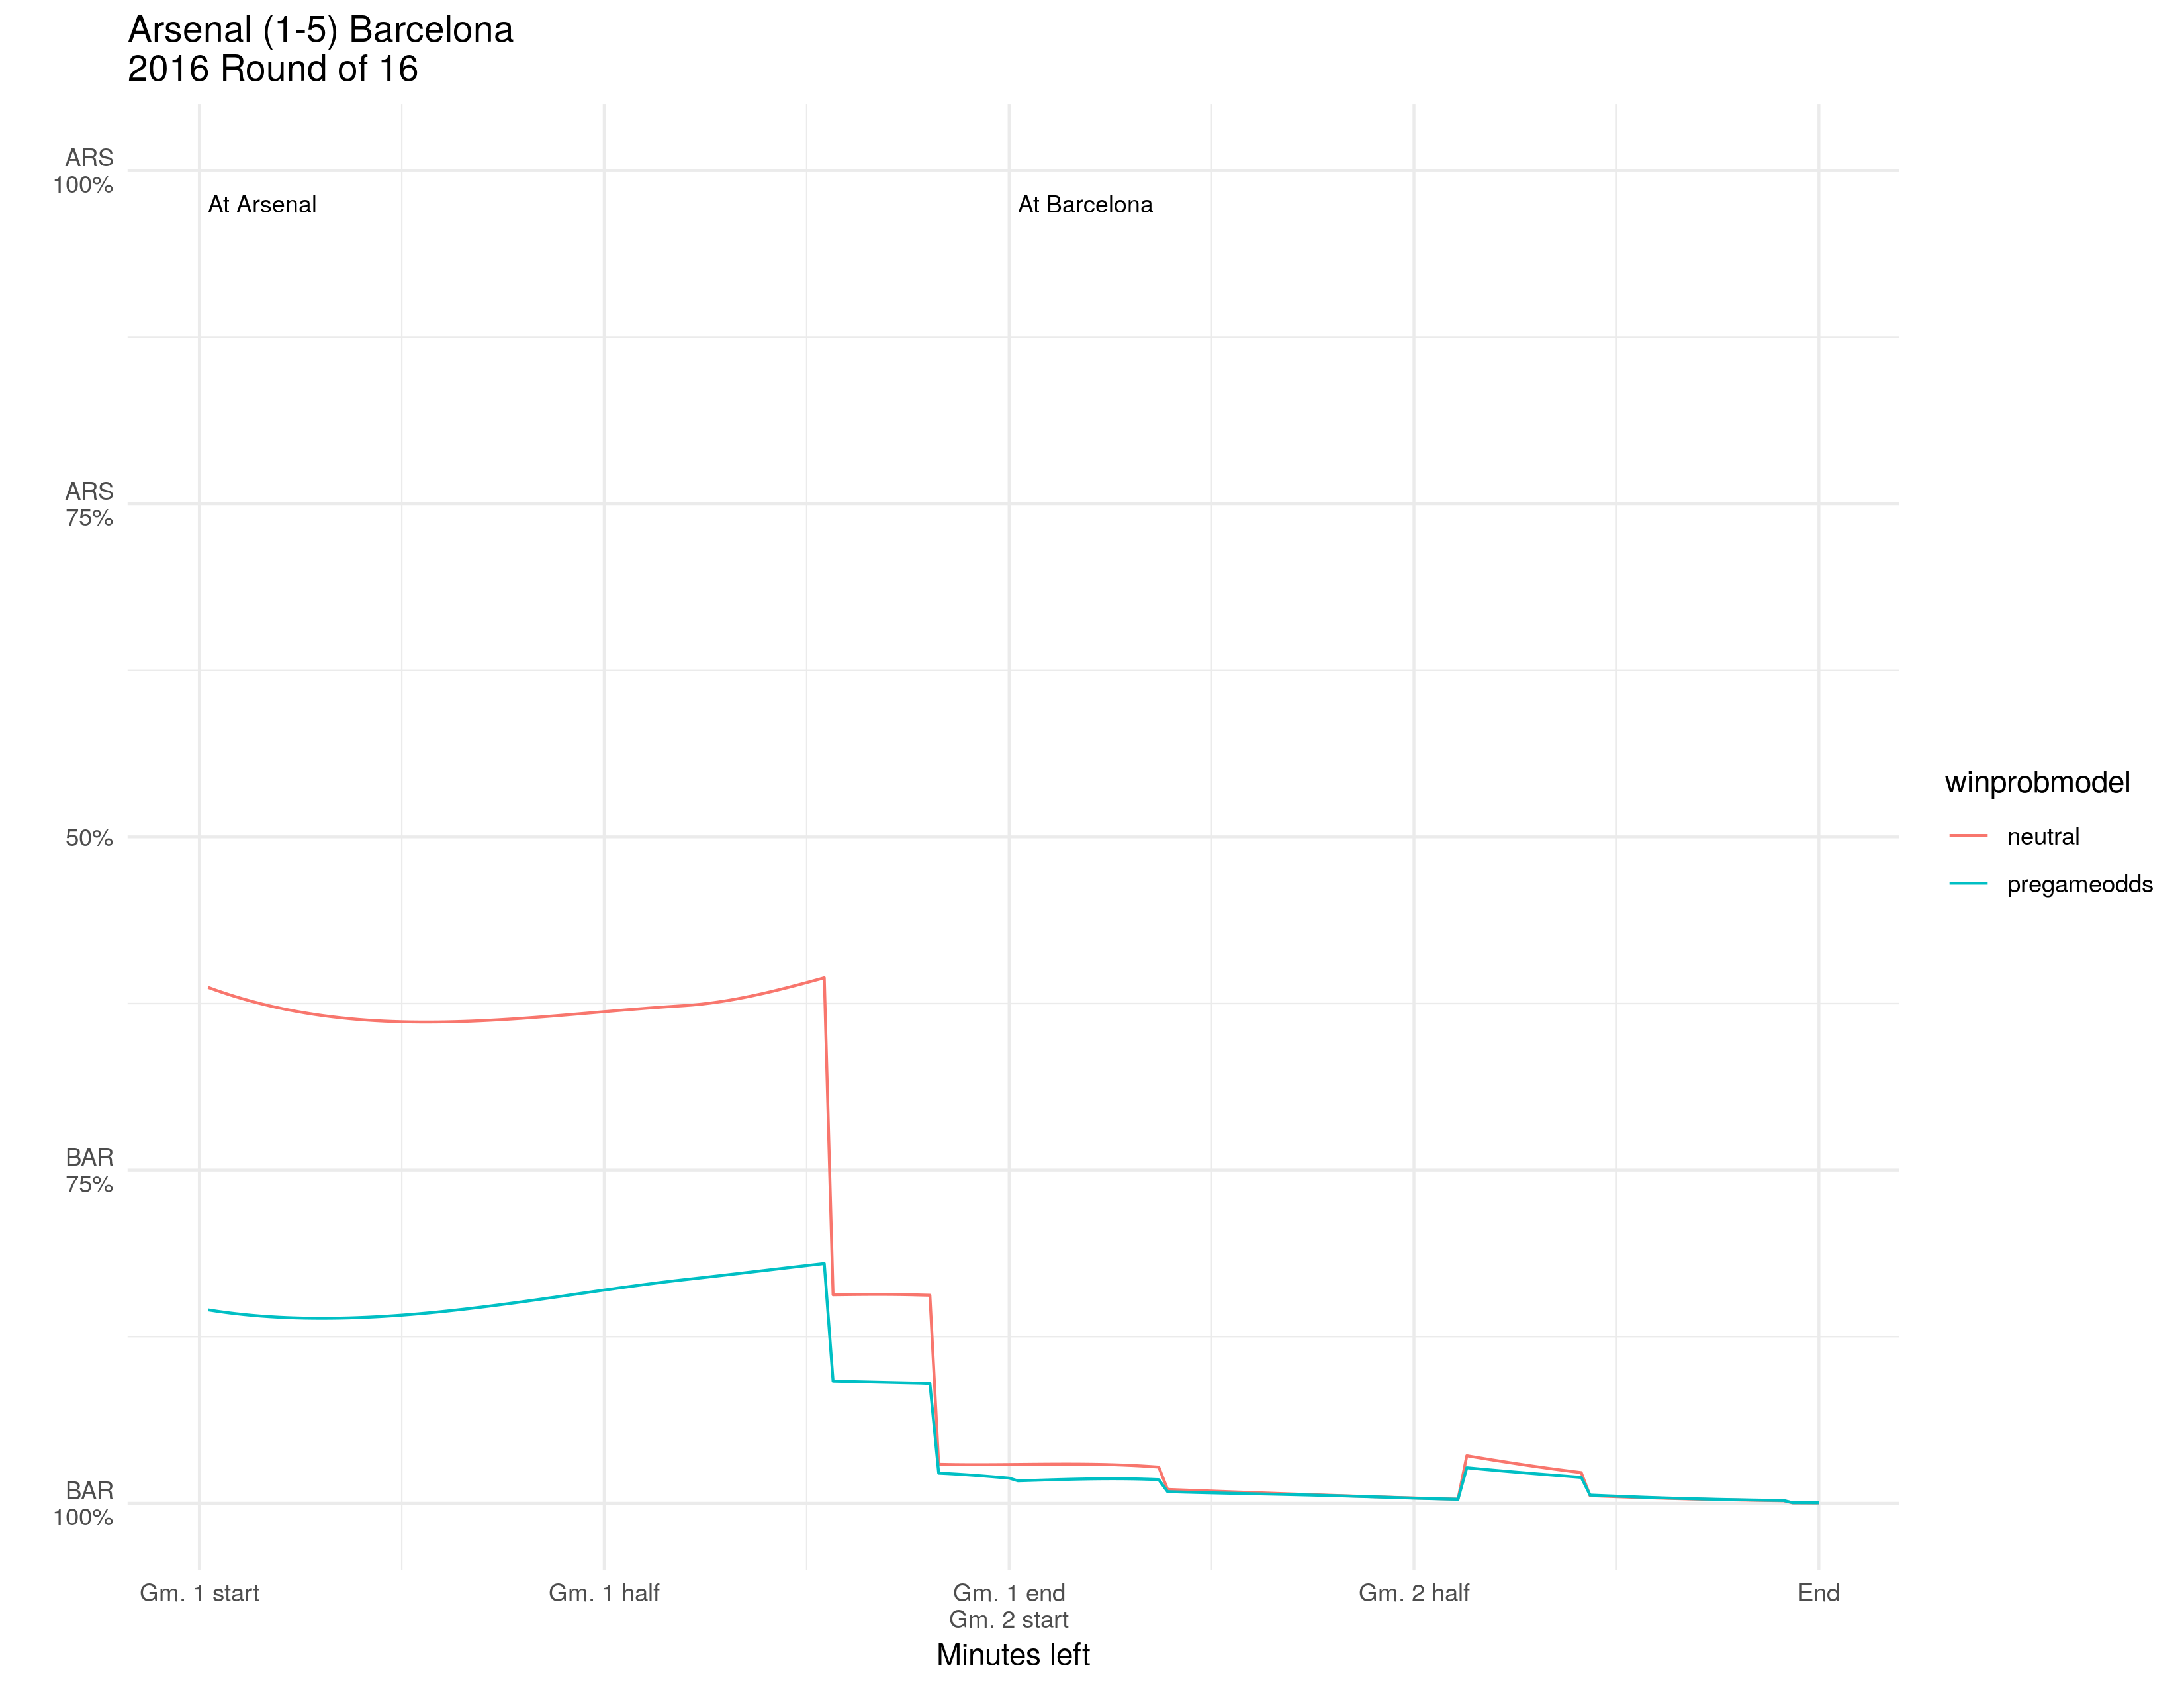 Arsenal (1-5) Barcelona
2016 Round of 16
ARS
100%
At Arsenal
At Barcelona
ARS
75%
50%
BAR
75%
BAR
100%
winprobmodel
neutral
pregameodds
Gm. 1 start
Gm. 1 half
Gm. 1 end
Gm. 2 start
Gm. 2 half
End
Minutes left